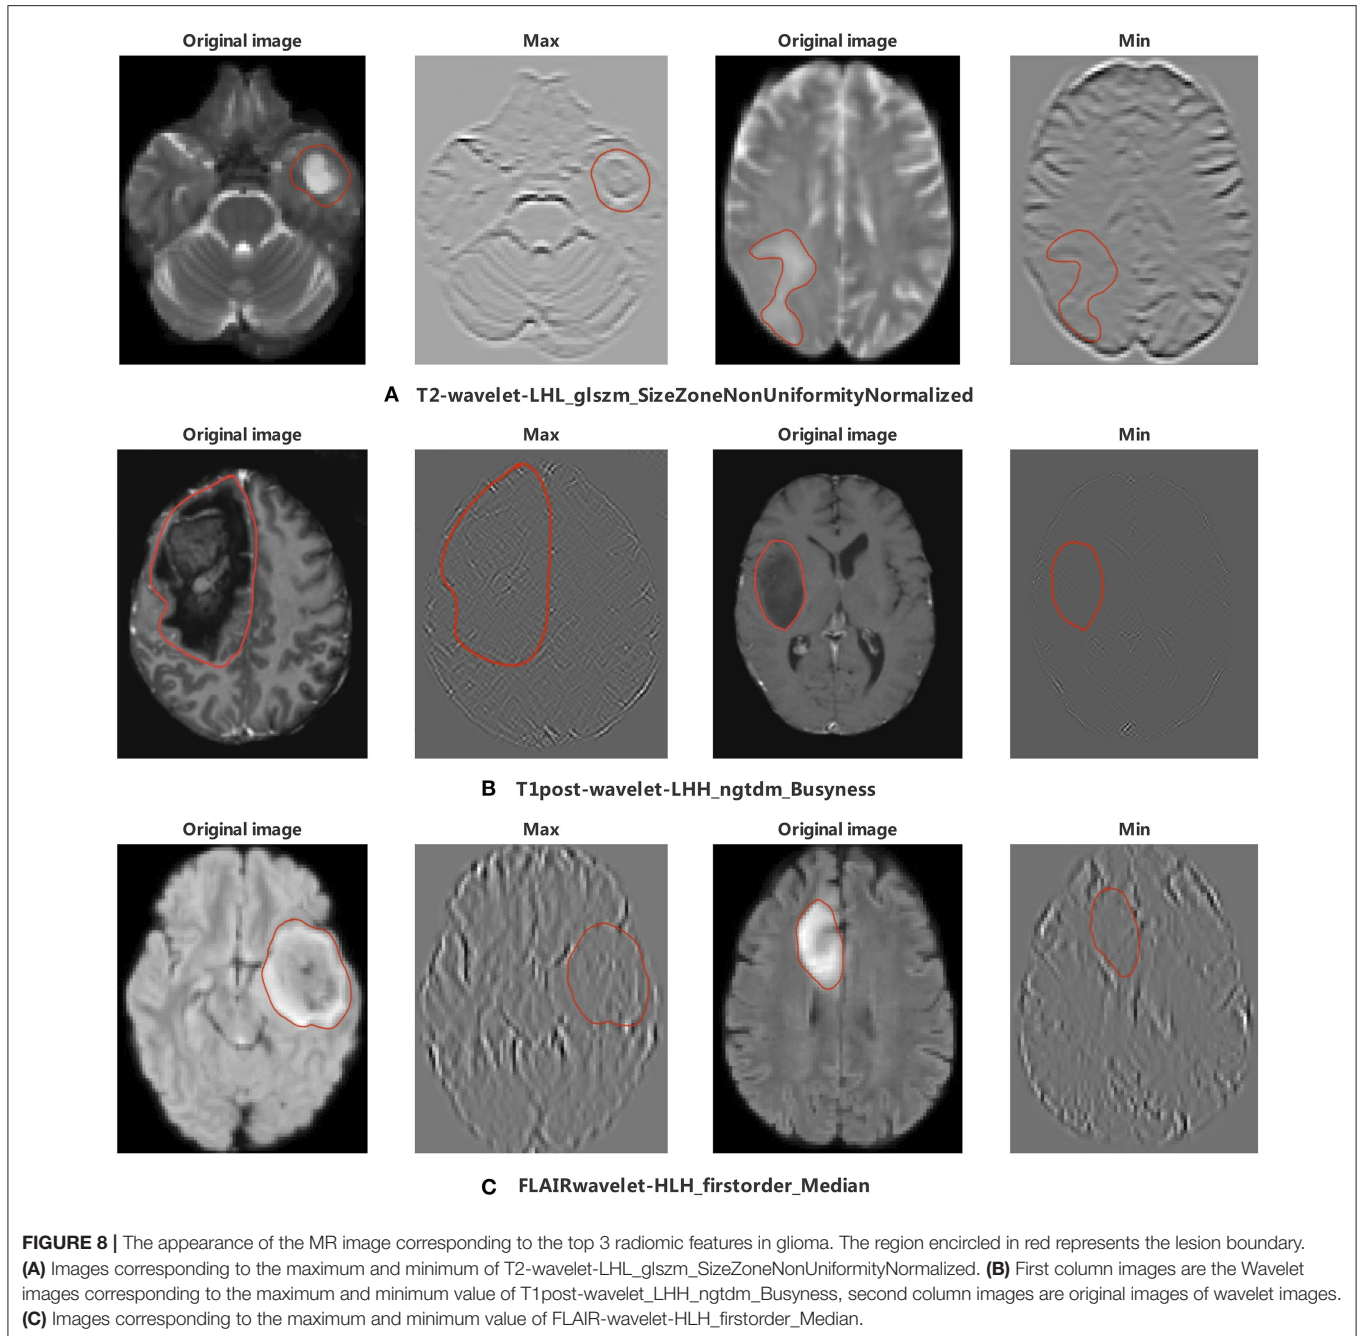 Original image Max Original image Min
A T2-wavelet-LHL_glszm_SizeZoneNonUniformityNormalized
Original image Max Original image Min
B T1post-wavelet-LHH_ngtdm_Busyness
Original image Max Original image Min
C FLAIRwavelet-HLH_firstorder_Median
FIGURE 8 | The appearance of the MR image corresponding to the top 3 radiomic features in glioma. The region encircled in red represents the lesion boundary.
(A) Images corresponding to the maximum and minimum of T2-wavelet-LHL_glszm_SizeZoneNonUniformityNormalized. (B) First column images are the Wavelet
images corresponding to the maximum and minimum value of T1post-wavelet_LHH_ngtdm_Busyness, second column images are original images of wavelet images.
(C) Images corresponding to the maximum and minimum value of FLAIR-wavelet-HLH_firstorder_Median.